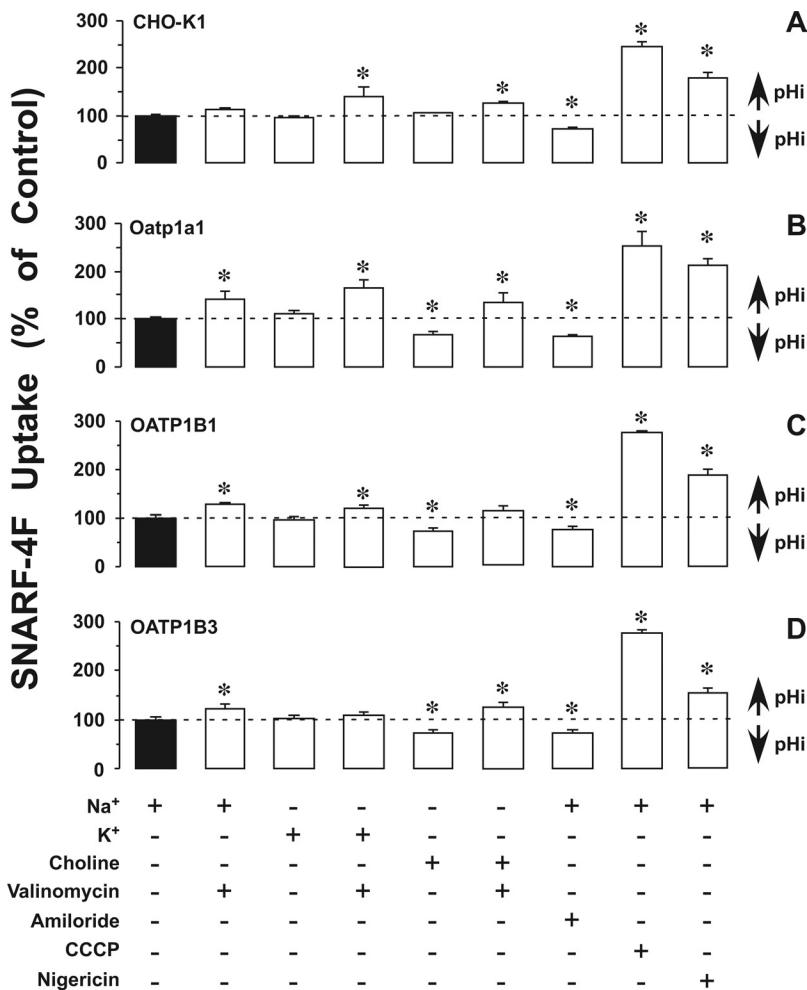 SNARF-4F Uptake (% of Control)
CHO-K1
A
300
200
100
0
* * * * *
pHi
pHi
Oatp1a1
B
300
200
100
0
* * * * * * *
pHi
pHi
OATP1B1
C
300
200
100
0
* * * * * *
pHi
pHi
OATP1B3
D
300
200
100
0
* * * * * *
pHi
pHi
Na+ + + - - - - + + +
K+ - - + + - - - - -
Choline - - - - + + - - -
Valinomycin - + - + - + - - -
Amiloride - - - - - - + - -
CCCP - - - - - - - + -
Nigericin - - - - - - - - +